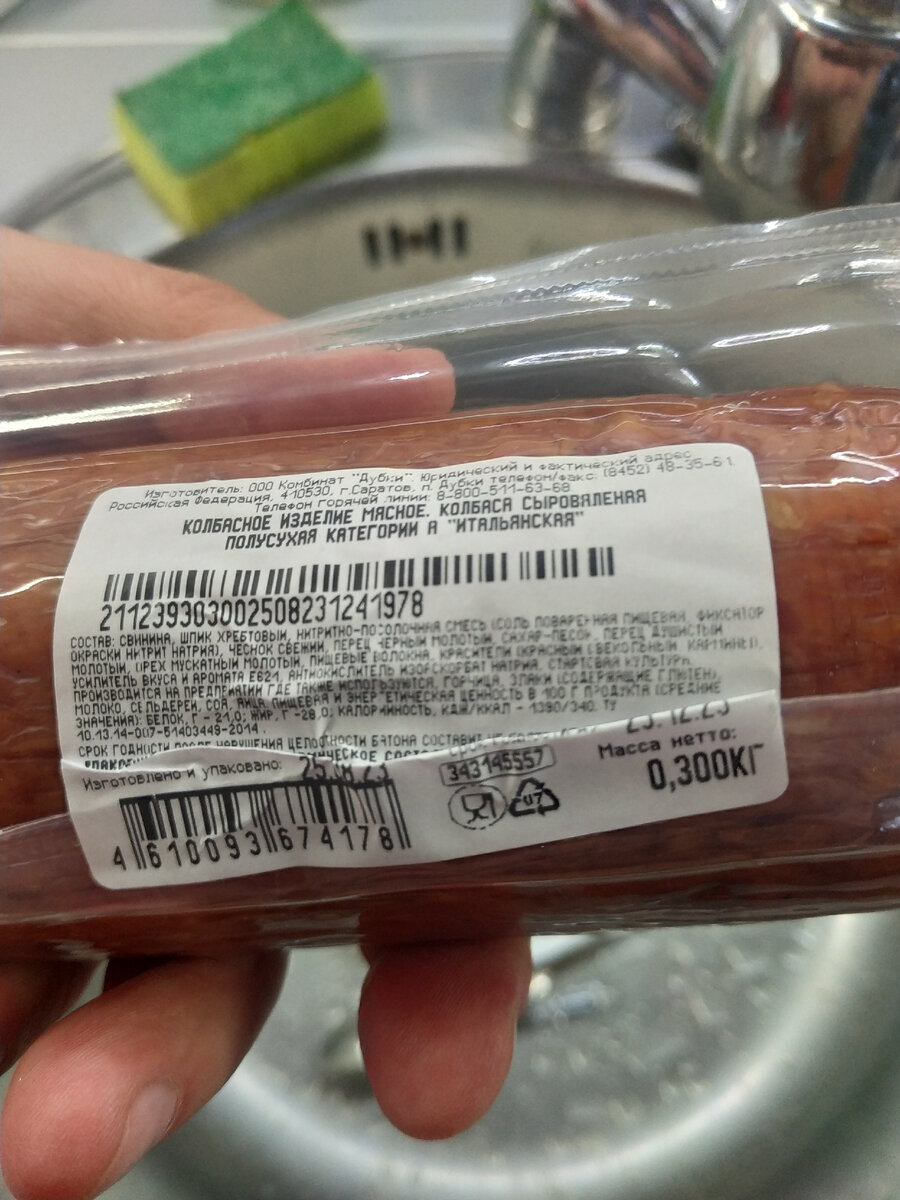 Изготовитель: ООО Комбинат "Дубки". Юридический и фактический адрес
Российская Федерация, 410530, г.Саратов, п. Дубки телефон/факс: (8452) 48-35-61.
Телефон горячей линии: 8-800-511-63-68
КОЛБАСНОЕ ИЗДЕЛИЕ МЯСНОЕ. КОЛБАСА СЫРОВЯЛЕНАЯ
ПОЛУСУХАЯ КАТЕГОРИИ А "ИТАЛЬЯНСКАЯ"
211239303002508231241978
СОСТАВ: СВИНИНА, ШПИК ХРЕБТОВЫЙ, НИТРИТНО-ПОСОЛОЧНАЯ СМЕСЬ (СОЛЬ ПОВАРЕННАЯ ПИЩЕВАЯ, ФИКСАТОР
ОКРАСКИ НИТРИТ НАТРИЯ), ЧЕСНОК СВЕЖИЙ, ПЕРЕЦ ЧЕРНЫЙ МОЛОТЫЙ, САХАР-ПЕСОК, ПЕРЕЦ ДУШИСТЫЙ
МОЛОТЫЙ, ОРЕХ МУСКАТНЫЙ МОЛОТЫЙ, ПИЩЕВЫЕ ВОЛОКНА, КРАСИТЕЛИ (КРАСНЫЙ СВЕКОЛЬНЫЙ, КАРМИНЫ),
УСИЛИТЕЛЬ ВКУСА И АРОМАТА Е621, АНТИОКИСЛИТЕЛЬ ИЗОАСКОРБАТ НАТРИЯ, СТАРТОВАЯ КУЛЬТУРА.
ПРОИЗВОДИТСЯ НА ПРЕДПРИЯТИИ ГДЕ ТАКЖЕ ИСПОЛЬЗУЮТСЯ, ГОРЧИЦА, ЗЛАКИ (СОДЕРЖАЩИЕ ГЛЮТЕН),
МОЛОКО, СЕЛЬДЕРЕЙ, СОЯ, ЯЙЦА. ПИЩЕВАЯ И ЭНЕРГЕТИЧЕСКАЯ ЦЕННОСТЬ В 100 Г ПРОДУКТА (СРЕДНИЕ
ЗНАЧЕНИЯ): БЕЛОК, Г - 21,0; ЖИР, Г -28,0; КАЛОРИЙНОСТЬ, КДЖ/ККАЛ - 1390/340. ТУ
10.13.14-007-51403449-2014.
СРОК ГОДНОСТИ ПОСЛЕ НАРУШЕНИЯ ЦЕЛОСТНОСТИ БАТОНА СОСТАВИТ
Изготовлено и упаковано: 25.08.23
23.12.23
343145557
Масса нетто:
0,300КГ
07
4 610093 674178